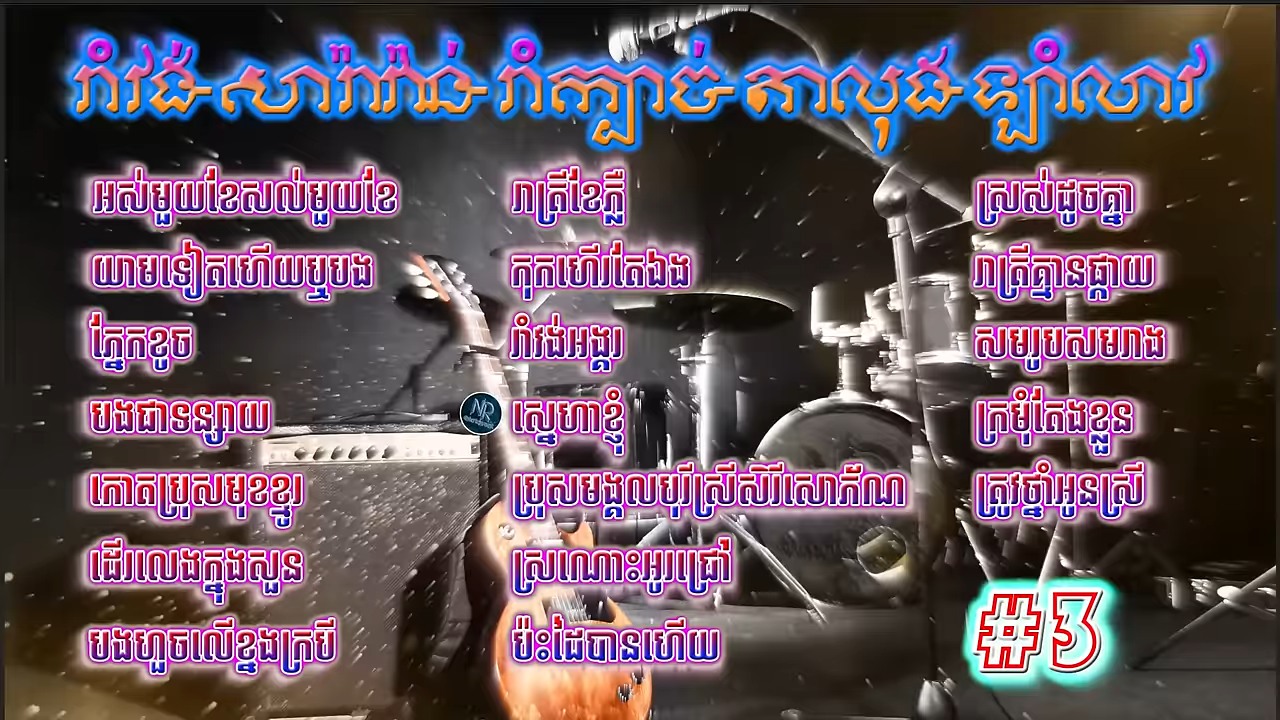 រាំវង់-សារ៉ាវ៉ាន់-រាំក្បាច់-តាលុង-ឡាំលាវ
អស់មួយខែសល់មួយខែ
យាមទៀតហើយឬបង
ភ្នែកខូច
បងជាទន្សាយ
កោតប្រុសមុខខ្មូរ
ដើរលេងក្នុងសួន
បងហួចលើខ្នងក្របី
រាត្រីខែភ្លឺ
កុកហើរតែឯង
រាំវង់អង្គរ
ស្នេហាខ្ញុំ
ប្រុសមង្គលបុរីស្រីសិរីសោភ័ណ
ស្រណោះអូរជ្រៅ
ប៉ះដៃបានហើយ
ស្រស់ដូចគ្នា
រាត្រីគ្មានផ្កាយ
សមរូបសមរាង
ក្រមុំតែងខ្លួន
ត្រូវថ្នាំអូនស្រី
#3
NR